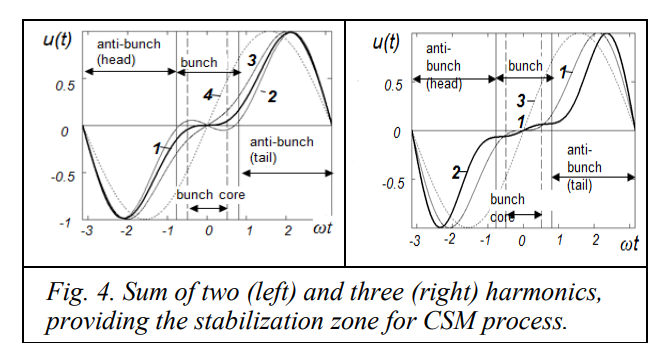 u(t)
anti-bunch
(head)
bunch
3
0.5
4
2
0
1
anti-bunch
(tail)
-0.5
bunch core
-1
-3 -2 -1 0 1 2 ωt
u(t)
anti-
bunch
(head)
bunch
1
0.5
3
1
0
2
anti-
bunch
(tail)
-0.5
bunch
core
-3 -2 -1 0 1 2 ωt
Fig. 4. Sum of two (left) and three (right) harmonics,
providing the stabilization zone for CSM process.